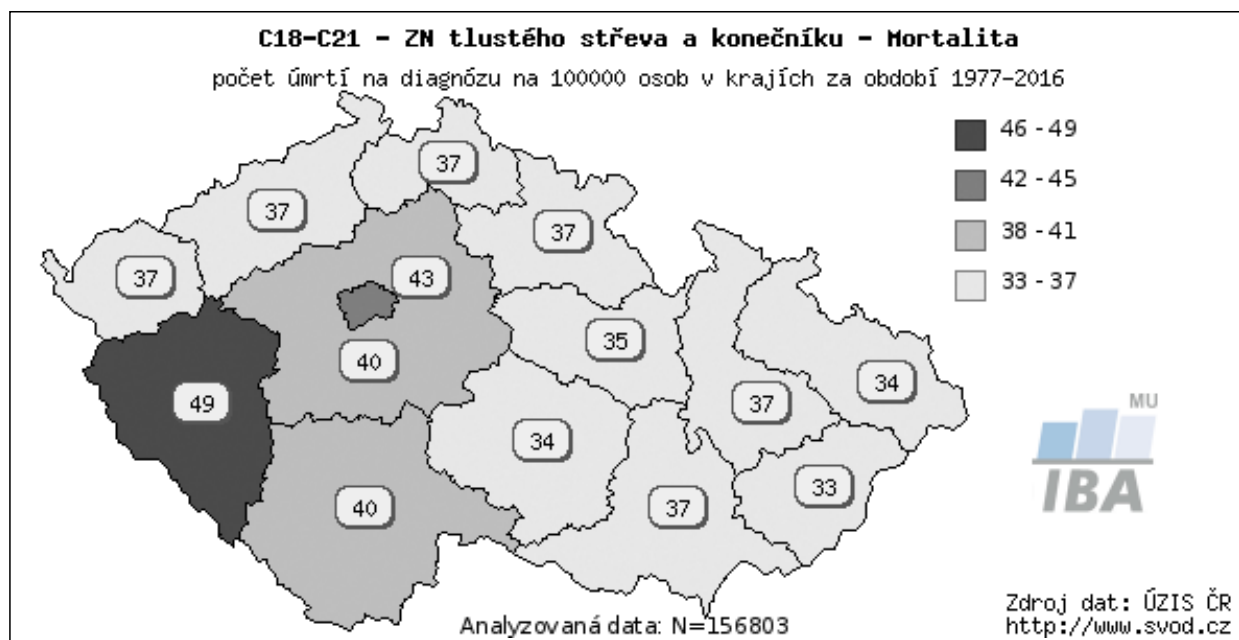 C18-C21 - ZN tlustého střeva a konečníku - Mortalita
počet úmrtí na diagnózu na 100000 osob v krajích za období 1977-2016
46 - 49
42 - 45
38 - 41
33 - 37
37
37
37
37
37
43
35
40
34
49
37
34
33
40
37
MU
IBA
Analyzovaná data: N=156803
Zdroj dat: ÚZIS ČR
http://www.svod.cz